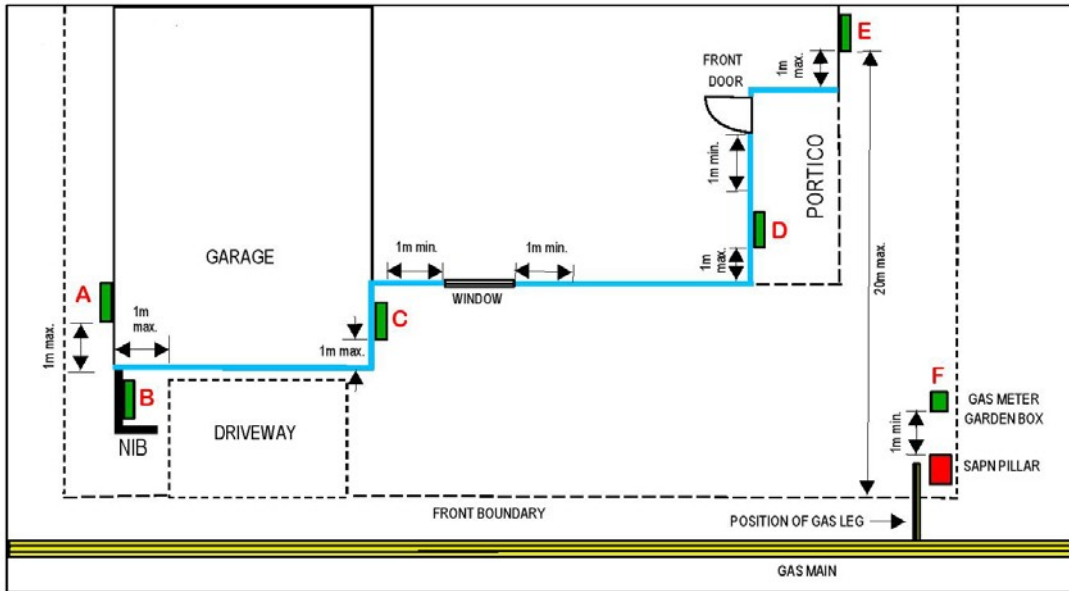 E
FRONT
DOOR
1m
max.
1m min.
PORTICO
D
GARAGE
1m min.
1m min.
1m
max.
20m max.
WINDOW
A
1m
max.
C
1m max.
1m max.
B
F
GAS METER
GARDEN BOX
1m min.
DRIVEWAY
NIB
SAPN PILLAR
FRONT BOUNDARY
POSITION OF GAS LEG
GAS MAIN